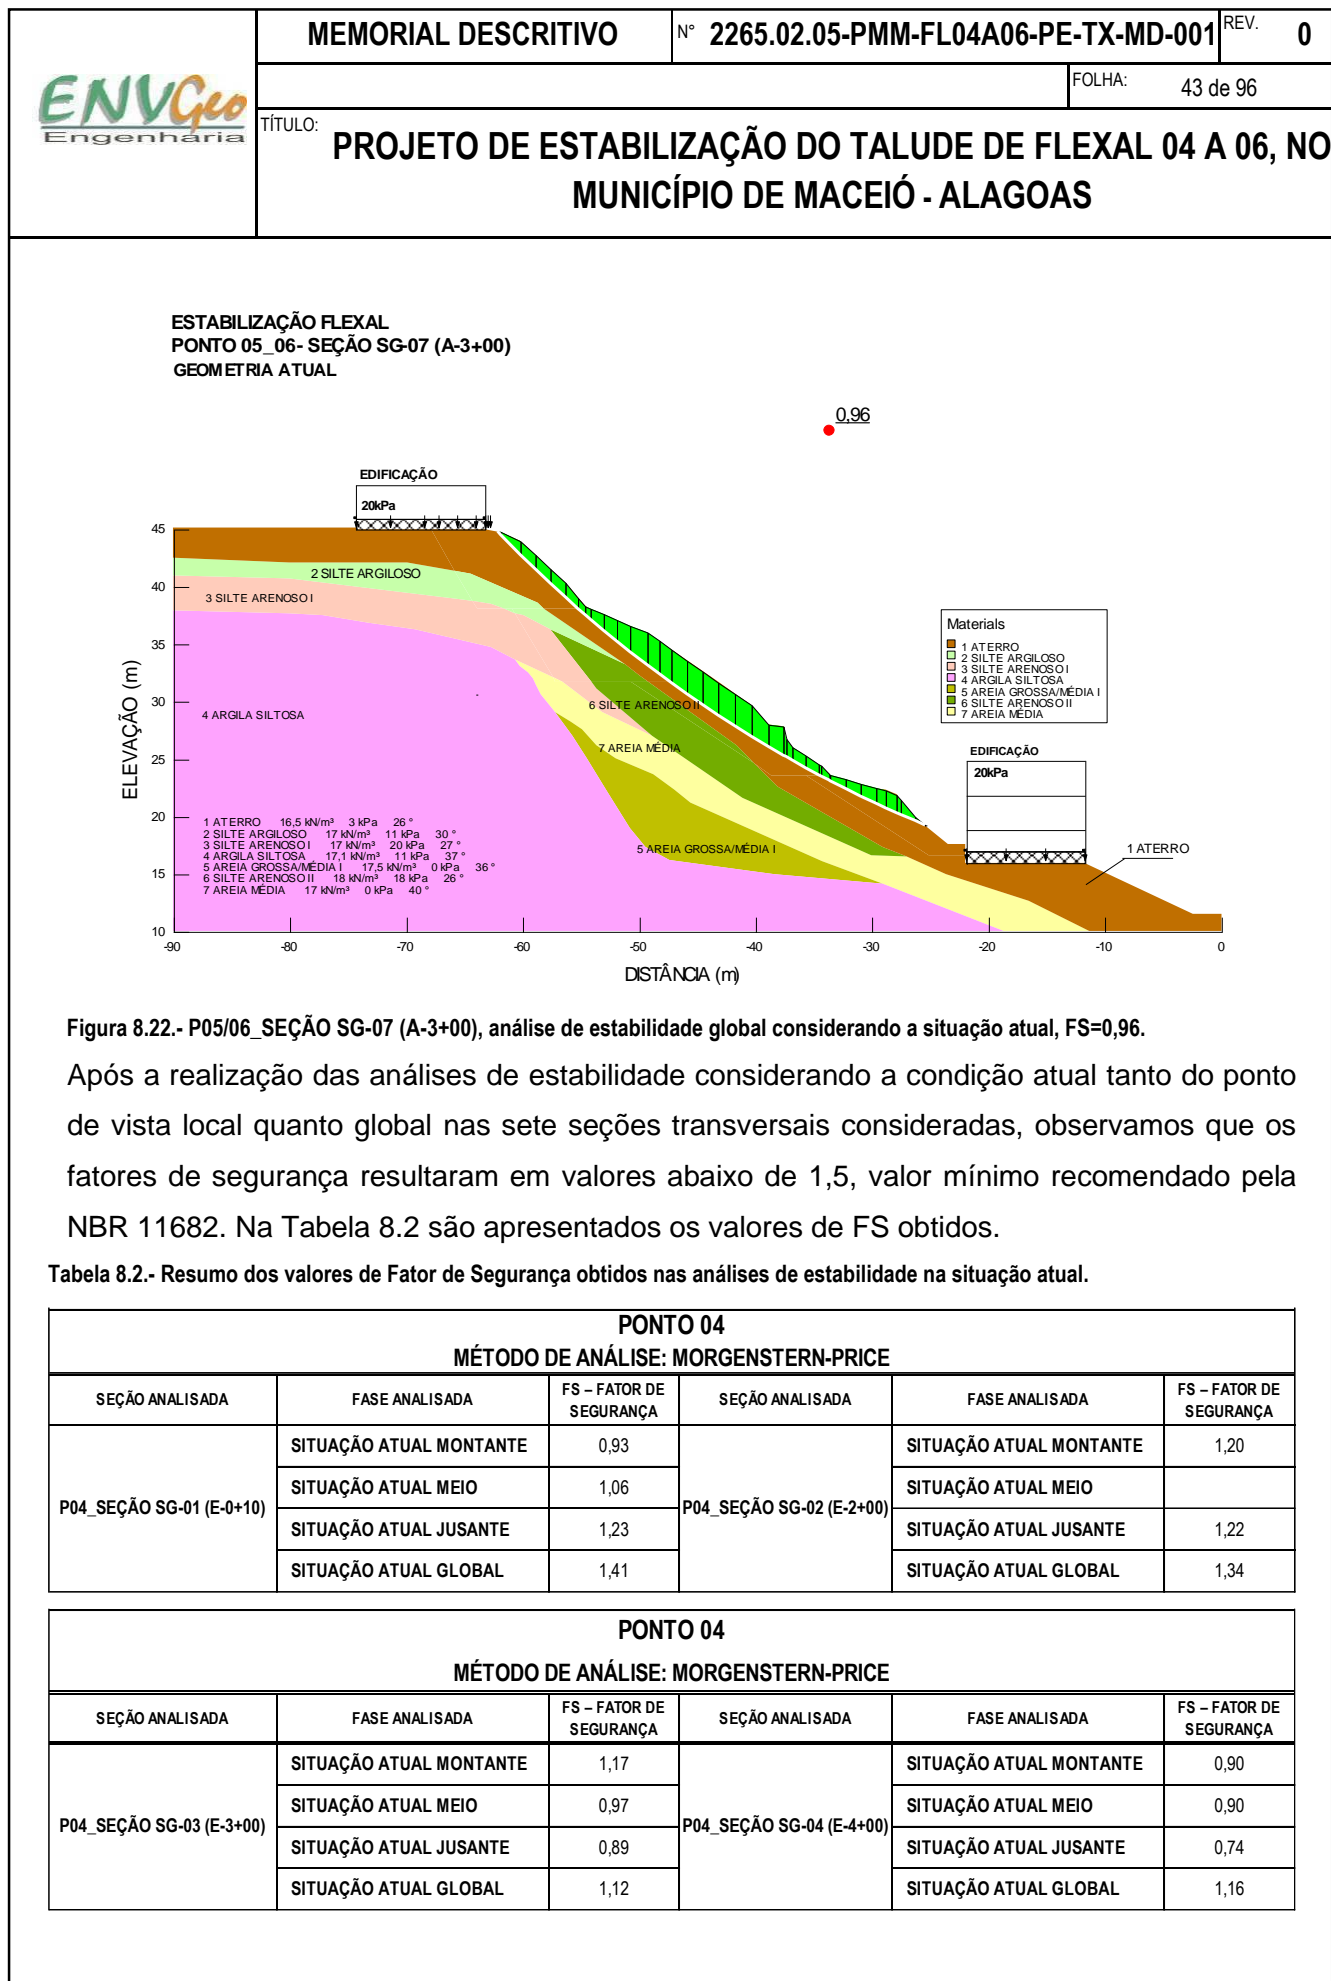 ENVGeo
Engenharia
MEMORIAL DESCRITIVO
N° 2265.02.05-PMM-FL04A06-PE-TX-MD-001
REV. 0
FOLHA: 43 de 96
TÍTULO:
PROJETO DE ESTABILIZAÇÃO DO TALUDE DE FLEXAL 04 A 06, NO
MUNICÍPIO DE MACEIÓ - ALAGOAS
ESTABILIZAÇÃO FLEXAL
PONTO 05_06- SEÇÃO SG-07 (A-3+00)
GEOMETRIA ATUAL
0,96
EDIFICAÇÃO
20kPa
45
40
35
30
25
20
15
10
ELEVAÇÃO (m)
2 SILTE ARGILOSO
3 SILTE ARENOSO I
4 ARGILA SILTOSA
6 SILTE ARENOSO II
7 AREIA MÉDIA
5 AREIA GROSSA/MÉDIA I
Materials
1 ATERRO
2 SILTE ARGILOSO
3 SILTE ARENOSO I
4 ARGILA SILTOSA
5 AREIA GROSSA/MÉDIA I
6 SILTE ARENOSO II
7 AREIA MÉDIA
EDIFICAÇÃO
20kPa
1 ATERRO
1 ATERRO 16,5 kN/m³ 3 kPa 26 °
2 SILTE ARGILOSO 17 kN/m³ 11 kPa 30 °
3 SILTE ARENOSO I 17 kN/m³ 20 kPa 27 °
4 ARGILA SILTOSA 17,1 kN/m³ 11 kPa 37 °
5 AREIA GROSSA/MÉDIA I 17,5 kN/m³ 0 kPa 36 °
6 SILTE ARENOSO II 18 kN/m³ 18 kPa 26 °
7 AREIA MÉDIA 17 kN/m³ 0 kPa 40 °
-90 -80 -70 -60 -50 -40 -30 -20 -10 0
DISTÂNCIA (m)
Figura 8.22.- P05/06_SEÇÃO SG-07 (A-3+00), análise de estabilidade global considerando a situação atual, FS=0,96.
Após a realização das análises de estabilidade considerando a condição atual tanto do ponto
de vista local quanto global nas sete seções transversais consideradas, observamos que os
fatores de segurança resultaram em valores abaixo de 1,5, valor mínimo recomendado pela
NBR 11682. Na Tabela 8.2 são apresentados os valores de FS obtidos.
Tabela 8.2.- Resumo dos valores de Fator de Segurança obtidos nas análises de estabilidade na situação atual.
PONTO 04
MÉTODO DE ANÁLISE: MORGENSTERN-PRICE
SEÇÃO ANALISADA FASE ANALISADA FS – FATOR DE SEGURANÇA SEÇÃO ANALISADA FASE ANALISADA FS – FATOR DE SEGURANÇA
P04_SEÇÃO SG-01 (E-0+10)
SITUAÇÃO ATUAL MONTANTE 0,93
SITUAÇÃO ATUAL MEIO 1,06
SITUAÇÃO ATUAL JUSANTE 1,23
SITUAÇÃO ATUAL GLOBAL 1,41
P04_SEÇÃO SG-02 (E-2+00)
SITUAÇÃO ATUAL MONTANTE 1,20
SITUAÇÃO ATUAL MEIO
SITUAÇÃO ATUAL JUSANTE 1,22
SITUAÇÃO ATUAL GLOBAL 1,34
PONTO 04
MÉTODO DE ANÁLISE: MORGENSTERN-PRICE
SEÇÃO ANALISADA FASE ANALISADA FS – FATOR DE SEGURANÇA SEÇÃO ANALISADA FASE ANALISADA FS – FATOR DE SEGURANÇA
P04_SEÇÃO SG-03 (E-3+00)
SITUAÇÃO ATUAL MONTANTE 1,17
SITUAÇÃO ATUAL MEIO 0,97
SITUAÇÃO ATUAL JUSANTE 0,89
SITUAÇÃO ATUAL GLOBAL 1,12
P04_SEÇÃO SG-04 (E-4+00)
SITUAÇÃO ATUAL MONTANTE 0,90
SITUAÇÃO ATUAL MEIO 0,90
SITUAÇÃO ATUAL JUSANTE 0,74
SITUAÇÃO ATUAL GLOBAL 1,16